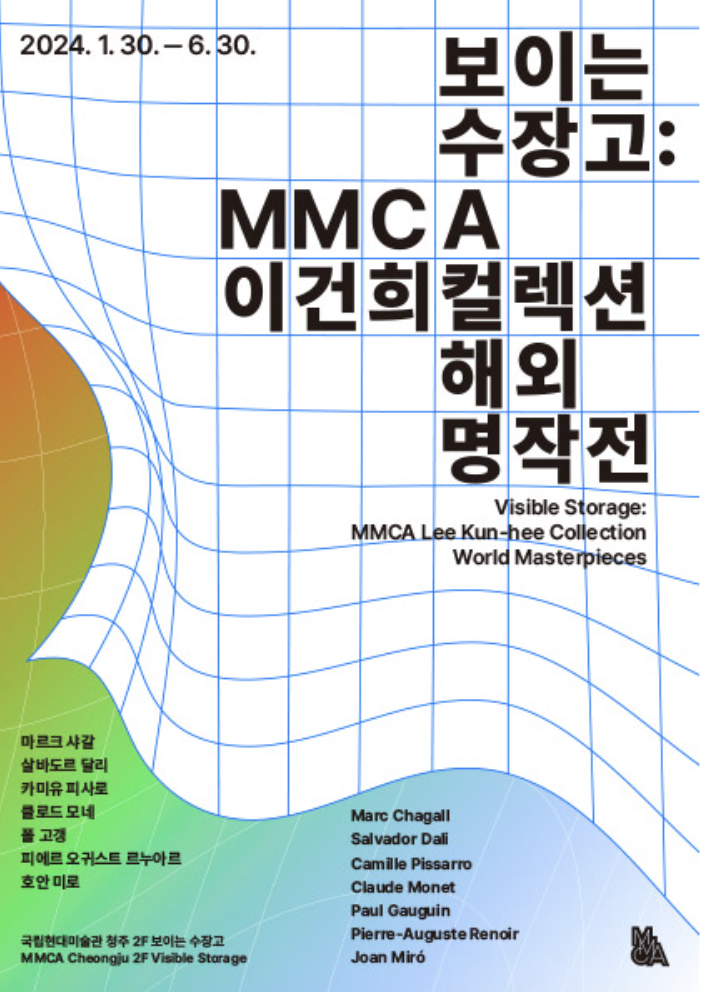 2024. 1. 30. – 6. 30.
보이는
수장고:
MMCA
이건희컬렉션
해외
명작전
Visible Storage:
MMCA Lee Kun-hee Collection
World Masterpieces
마르크 샤갈
살바도르 달리
카미유 피사로
클로드 모네
폴 고갱
피에르 오귀스트 르누아르
호안 미로
Marc Chagall
Salvador Dali
Camille Pissarro
Claude Monet
Paul Gauguin
Pierre-Auguste Renoir
Joan Miró
국립현대미술관 청주 2F 보이는 수장고
MMCA Cheongju 2F Visible Storage
MMCA